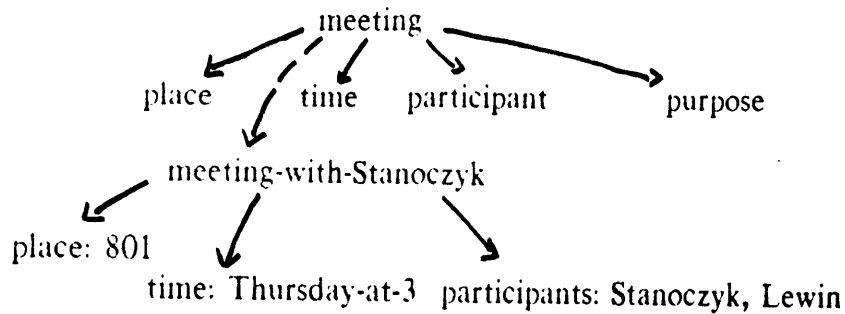 meeting
place time participant purpose
meeting-with-Stanoczyk
place: 801
time: Thursday-at-3 participants: Stanoczyk, Lewin